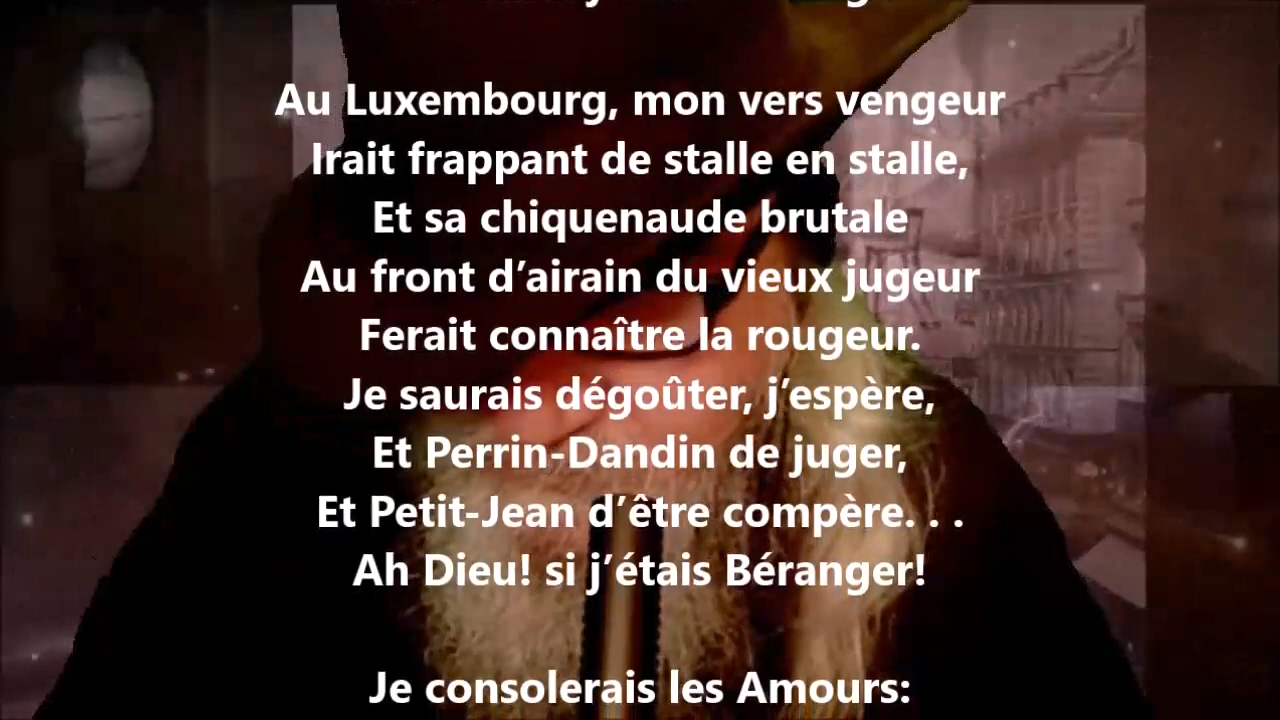 Au Luxembourg, mon vers vengeur
Irait frappant de stalle en stalle,
Et sa chiquenaude brutale
Au front d’airain du vieux jugeur
Ferait connaître la rougeur.
Je saurais dégoûter, j’espère,
Et Perrin-Dandin de juger,
Et Petit-Jean d’être compère. . .
Ah Dieu! si j’étais Béranger!
Je consolerais les Amours: